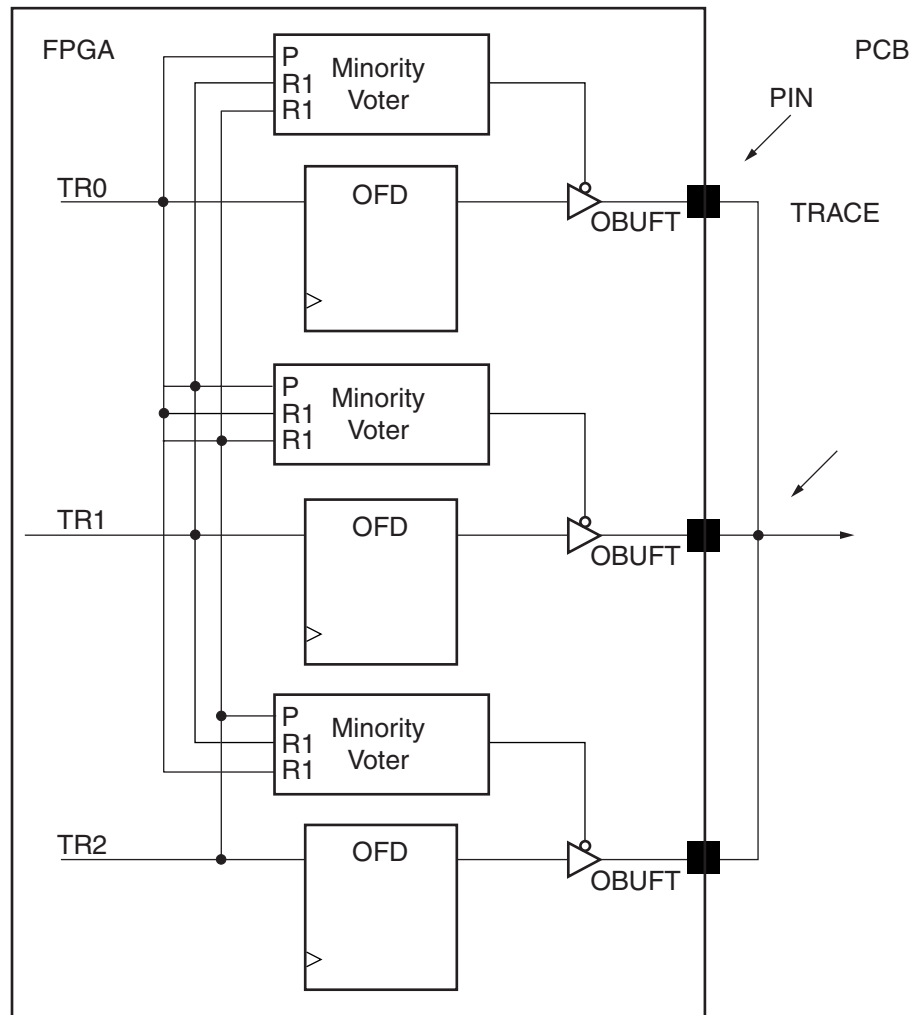 FPGA
PCB
P
R1
R1
Minority
Voter
PIN
TR0
OFD
OBUFT
TRACE
P
R1
R1
Minority
Voter
TR1
OFD
OBUFT
P
R1
R1
Minority
Voter
TR2
OFD
OBUFT